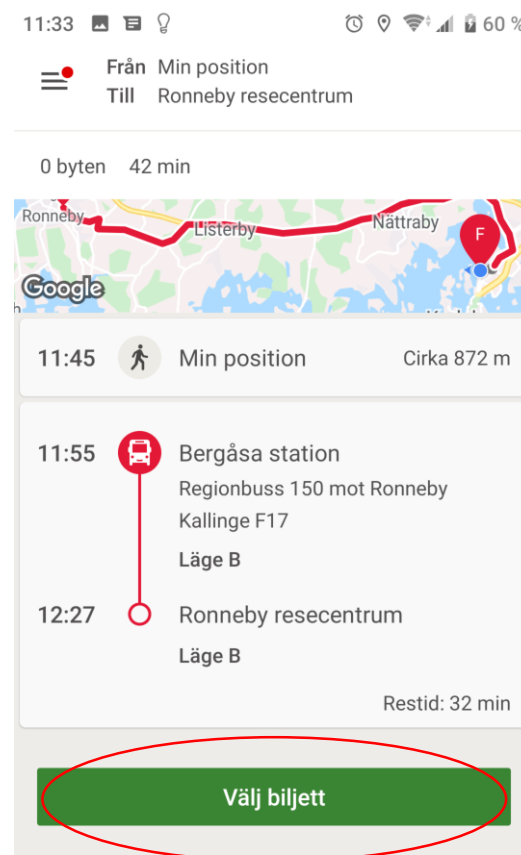 11:33 60 %
Från Min position
Till Ronneby resecentrum
0 byten 42 min
Ronneby Listerby Nättraby F
Google
11:45 Min position Cirka 872 m
11:55 Bergåsa station
Regionbuss 150 mot Ronneby
Kallinge F17
Läge B
12:27 Ronneby resecentrum
Läge B
Restid: 32 min
Välj biljett